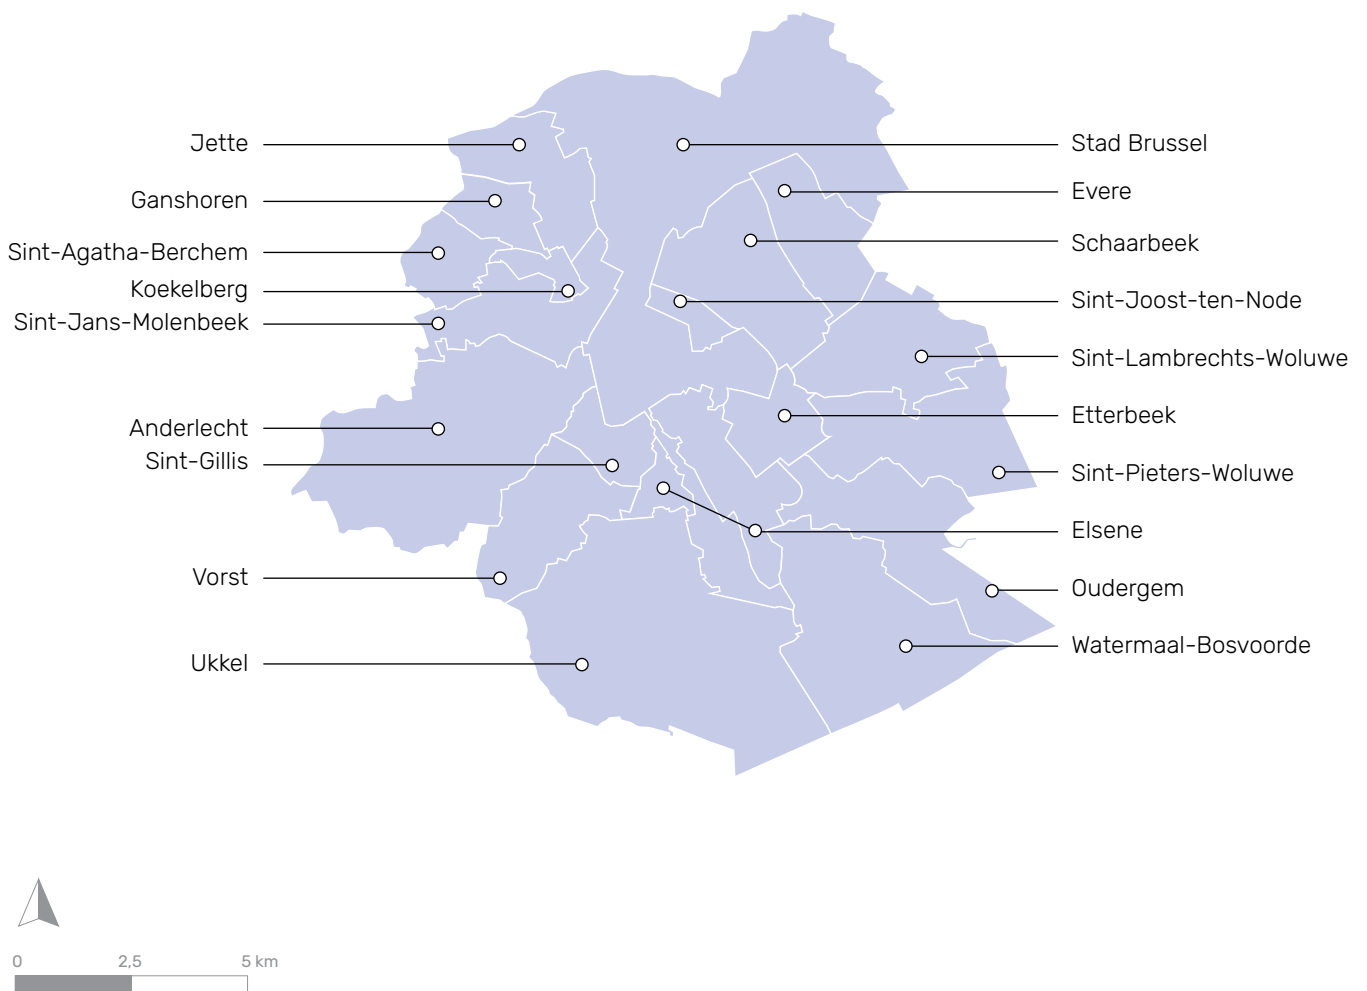 Jette
Ganshoren
Sint-Agatha-Berchem
Koekelberg
Sint-Jans-Molenbeek
Anderlecht
Sint-Gillis
Vorst
Ukkel
Stad Brussel
Evere
Schaarbeek
Sint-Joost-ten-Node
Sint-Lambrechts-Woluwe
Etterbeek
Sint-Pieters-Woluwe
Elsene
Oudergem
Watermaal-Bosvoorde
0 2,5 5 km